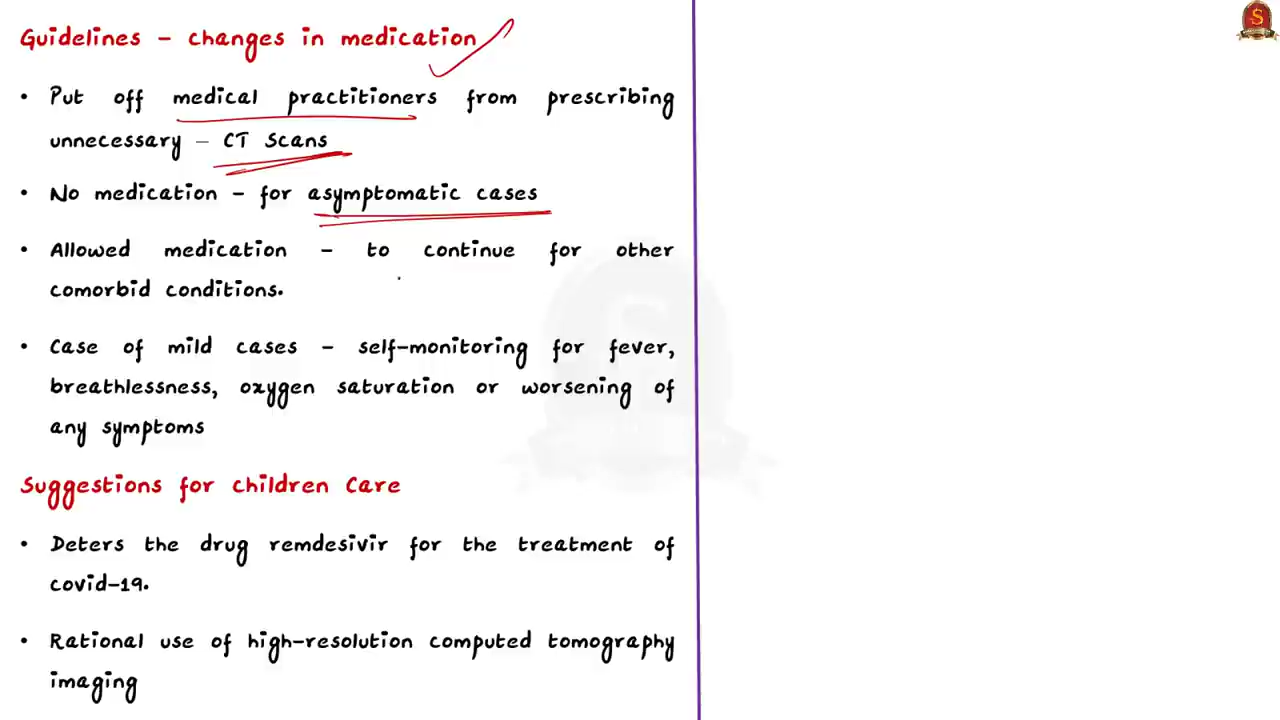 Guidelines - changes in medication
• Put off medical practitioners from prescribing
unnecessary - CT Scans
• No medication - for asymptomatic cases
• Allowed medication - to continue for other
comorbid conditions.
• Case of mild cases - self-monitoring for fever,
breathlessness, oxygen saturation or worsening of
any symptoms
Suggestions for children Care
• Deters the drug remdesivir for the treatment of
covid-19.
• Rational use of high-resolution computed tomography
imaging